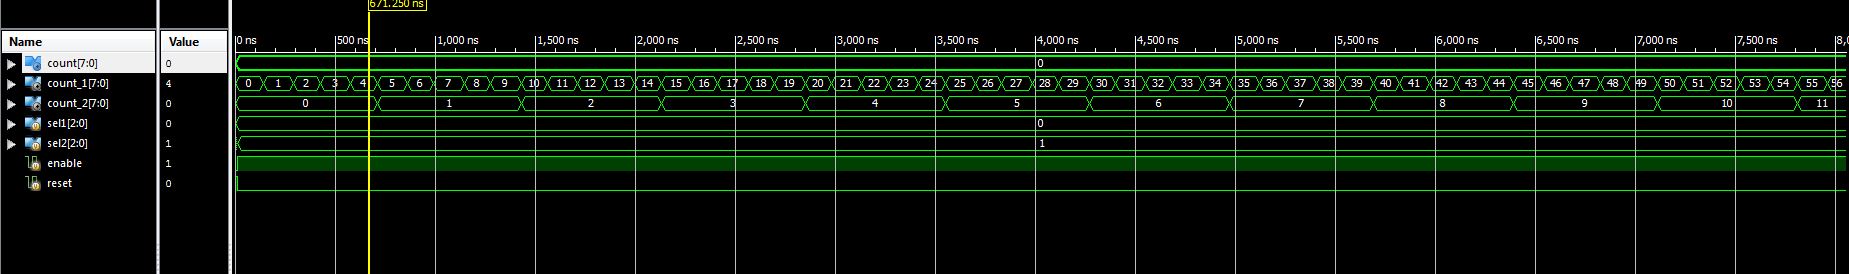 671.250 ns
Name Value 0 ns 500 ns 1,000 ns 1,500 ns 2,000 ns 2,500 ns 3,000 ns 3,500 ns 4,000 ns 4,500 ns 5,000 ns 5,500 ns 6,000 ns 6,500 ns 7,000 ns 7,500 ns
count[7:0] 0 0
count_1[7:0] 4 0 1 2 3 4 5 6 7 8 9 10 11 12 13 14 15 16 17 18 19 20 21 22 23 24 25 26 27 28 29 30 31 32 33 34 35 36 37 38 39 40 41 42 43 44 45 46 47 48 49 50 51 52 53 54 55 56
count_2[7:0] 0 0 1 2 3 4 5 6 7 8 9 10 11
sel1[2:0] 0 0
sel2[2:0] 1 1
enable 1
reset 0